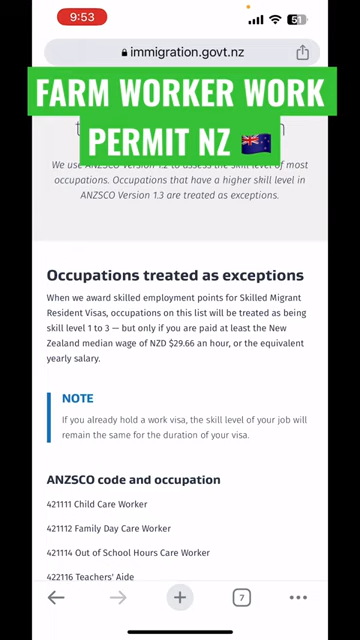 9:53
51
immigration.govt.nz
FARM WORKER WORK
PERMIT NZ
We use ANZSCO Version 1.2 to assess the skill level of most
occupations. Occupations that have a higher skill level in
ANZSCO Version 1.3 are treated as exceptions.
Occupations treated as exceptions
When we award skilled employment points for Skilled Migrant
Resident Visas, occupations on this list will be treated as being
skill level 1 to 3 — but only if you are paid at least the New
Zealand median wage of NZD $29.66 an hour, or the equivalent
yearly salary.
NOTE
If you already hold a work visa, the skill level of your job will
remain the same for the duration of your visa.
ANZSCO code and occupation
421111 Child Care Worker
421112 Family Day Care Worker
421114 Out of School Hours Care Worker
422116 Teachers' Aide
7